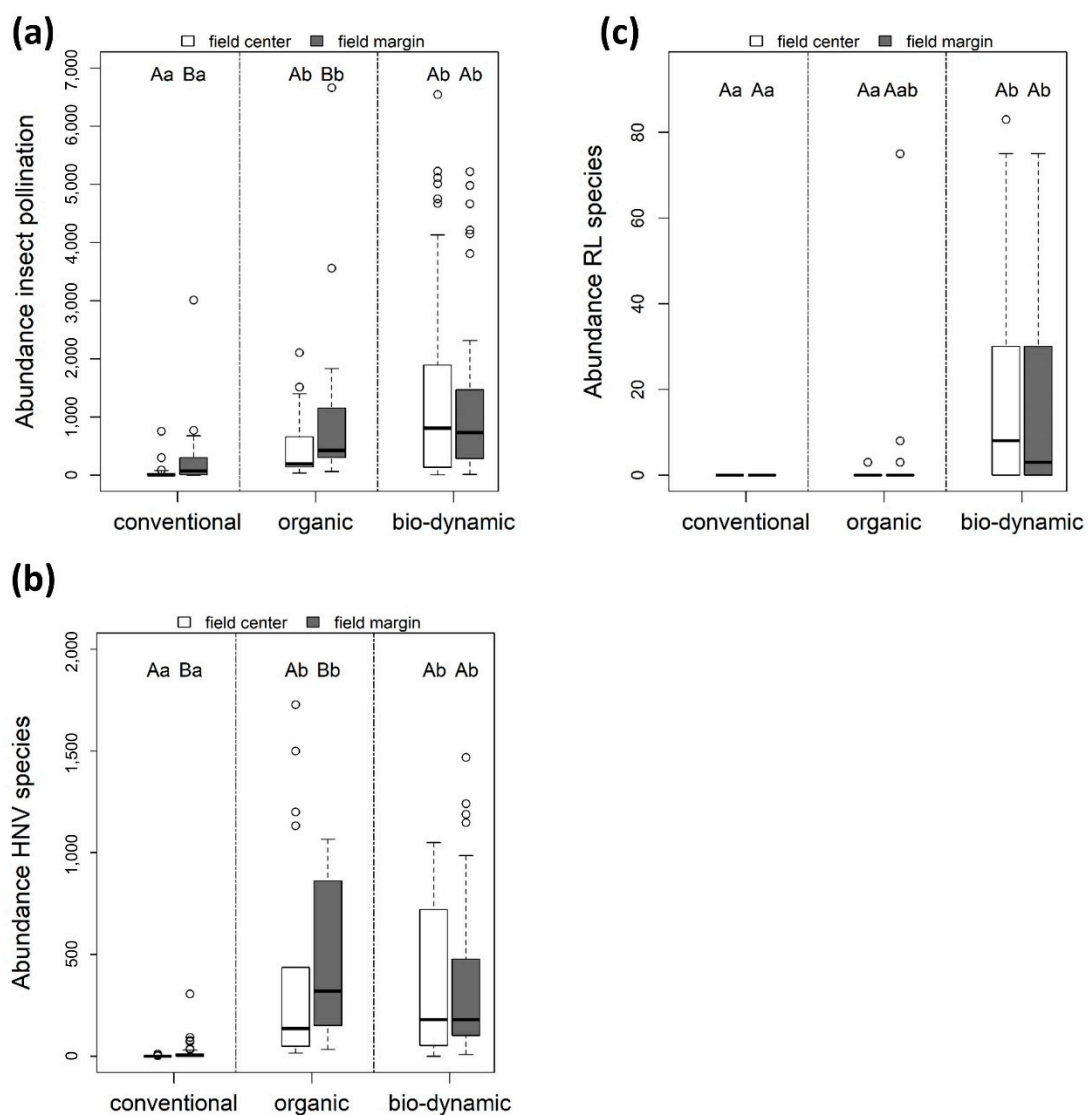 (a)
field center field margin
Aa Ba Ab Bb Ab Ab
7,000
6,000
5,000
4,000
3,000
2,000
1,000
0
Abundance insect pollination
conventional organic bio-dynamic
(c)
field center field margin
Aa Aa Aa Aab Ab Ab
80
60
40
20
0
Abundance RL species
conventional organic bio-dynamic
(b)
field center field margin
Aa Ba Ab Bb Ab Ab
2,000
1,500
1,000
500
0
Abundance HNV species
conventional organic bio-dynamic